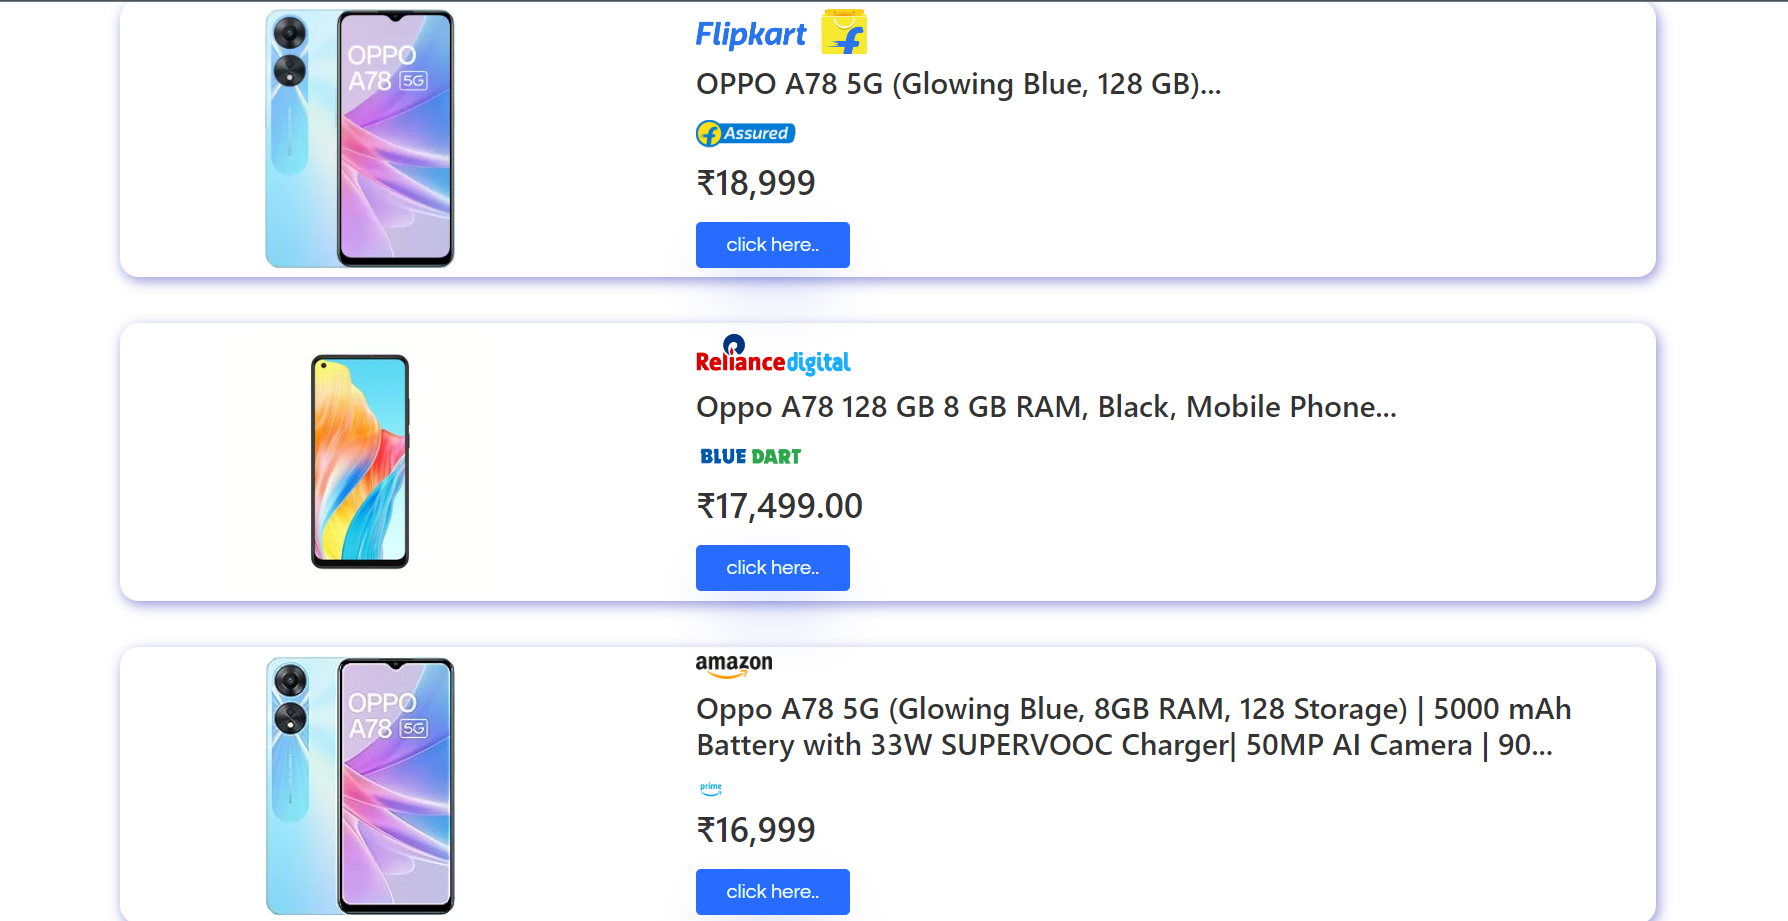 OPPO
A78 5G
Flipkart
OPPO A78 5G (Glowing Blue, 128 GB)...
Assured
₹18,999
click here..
Reliance digital
Oppo A78 128 GB 8 GB RAM, Black, Mobile Phone...
BLUE DART
₹17,499.00
click here..
OPPO
A78 5G
amazon
Oppo A78 5G (Glowing Blue, 8GB RAM, 128 Storage) | 5000 mAh
Battery with 33W SUPERVOOC Charger| 50MP AI Camera | 90...
prime
₹16,999
click here..